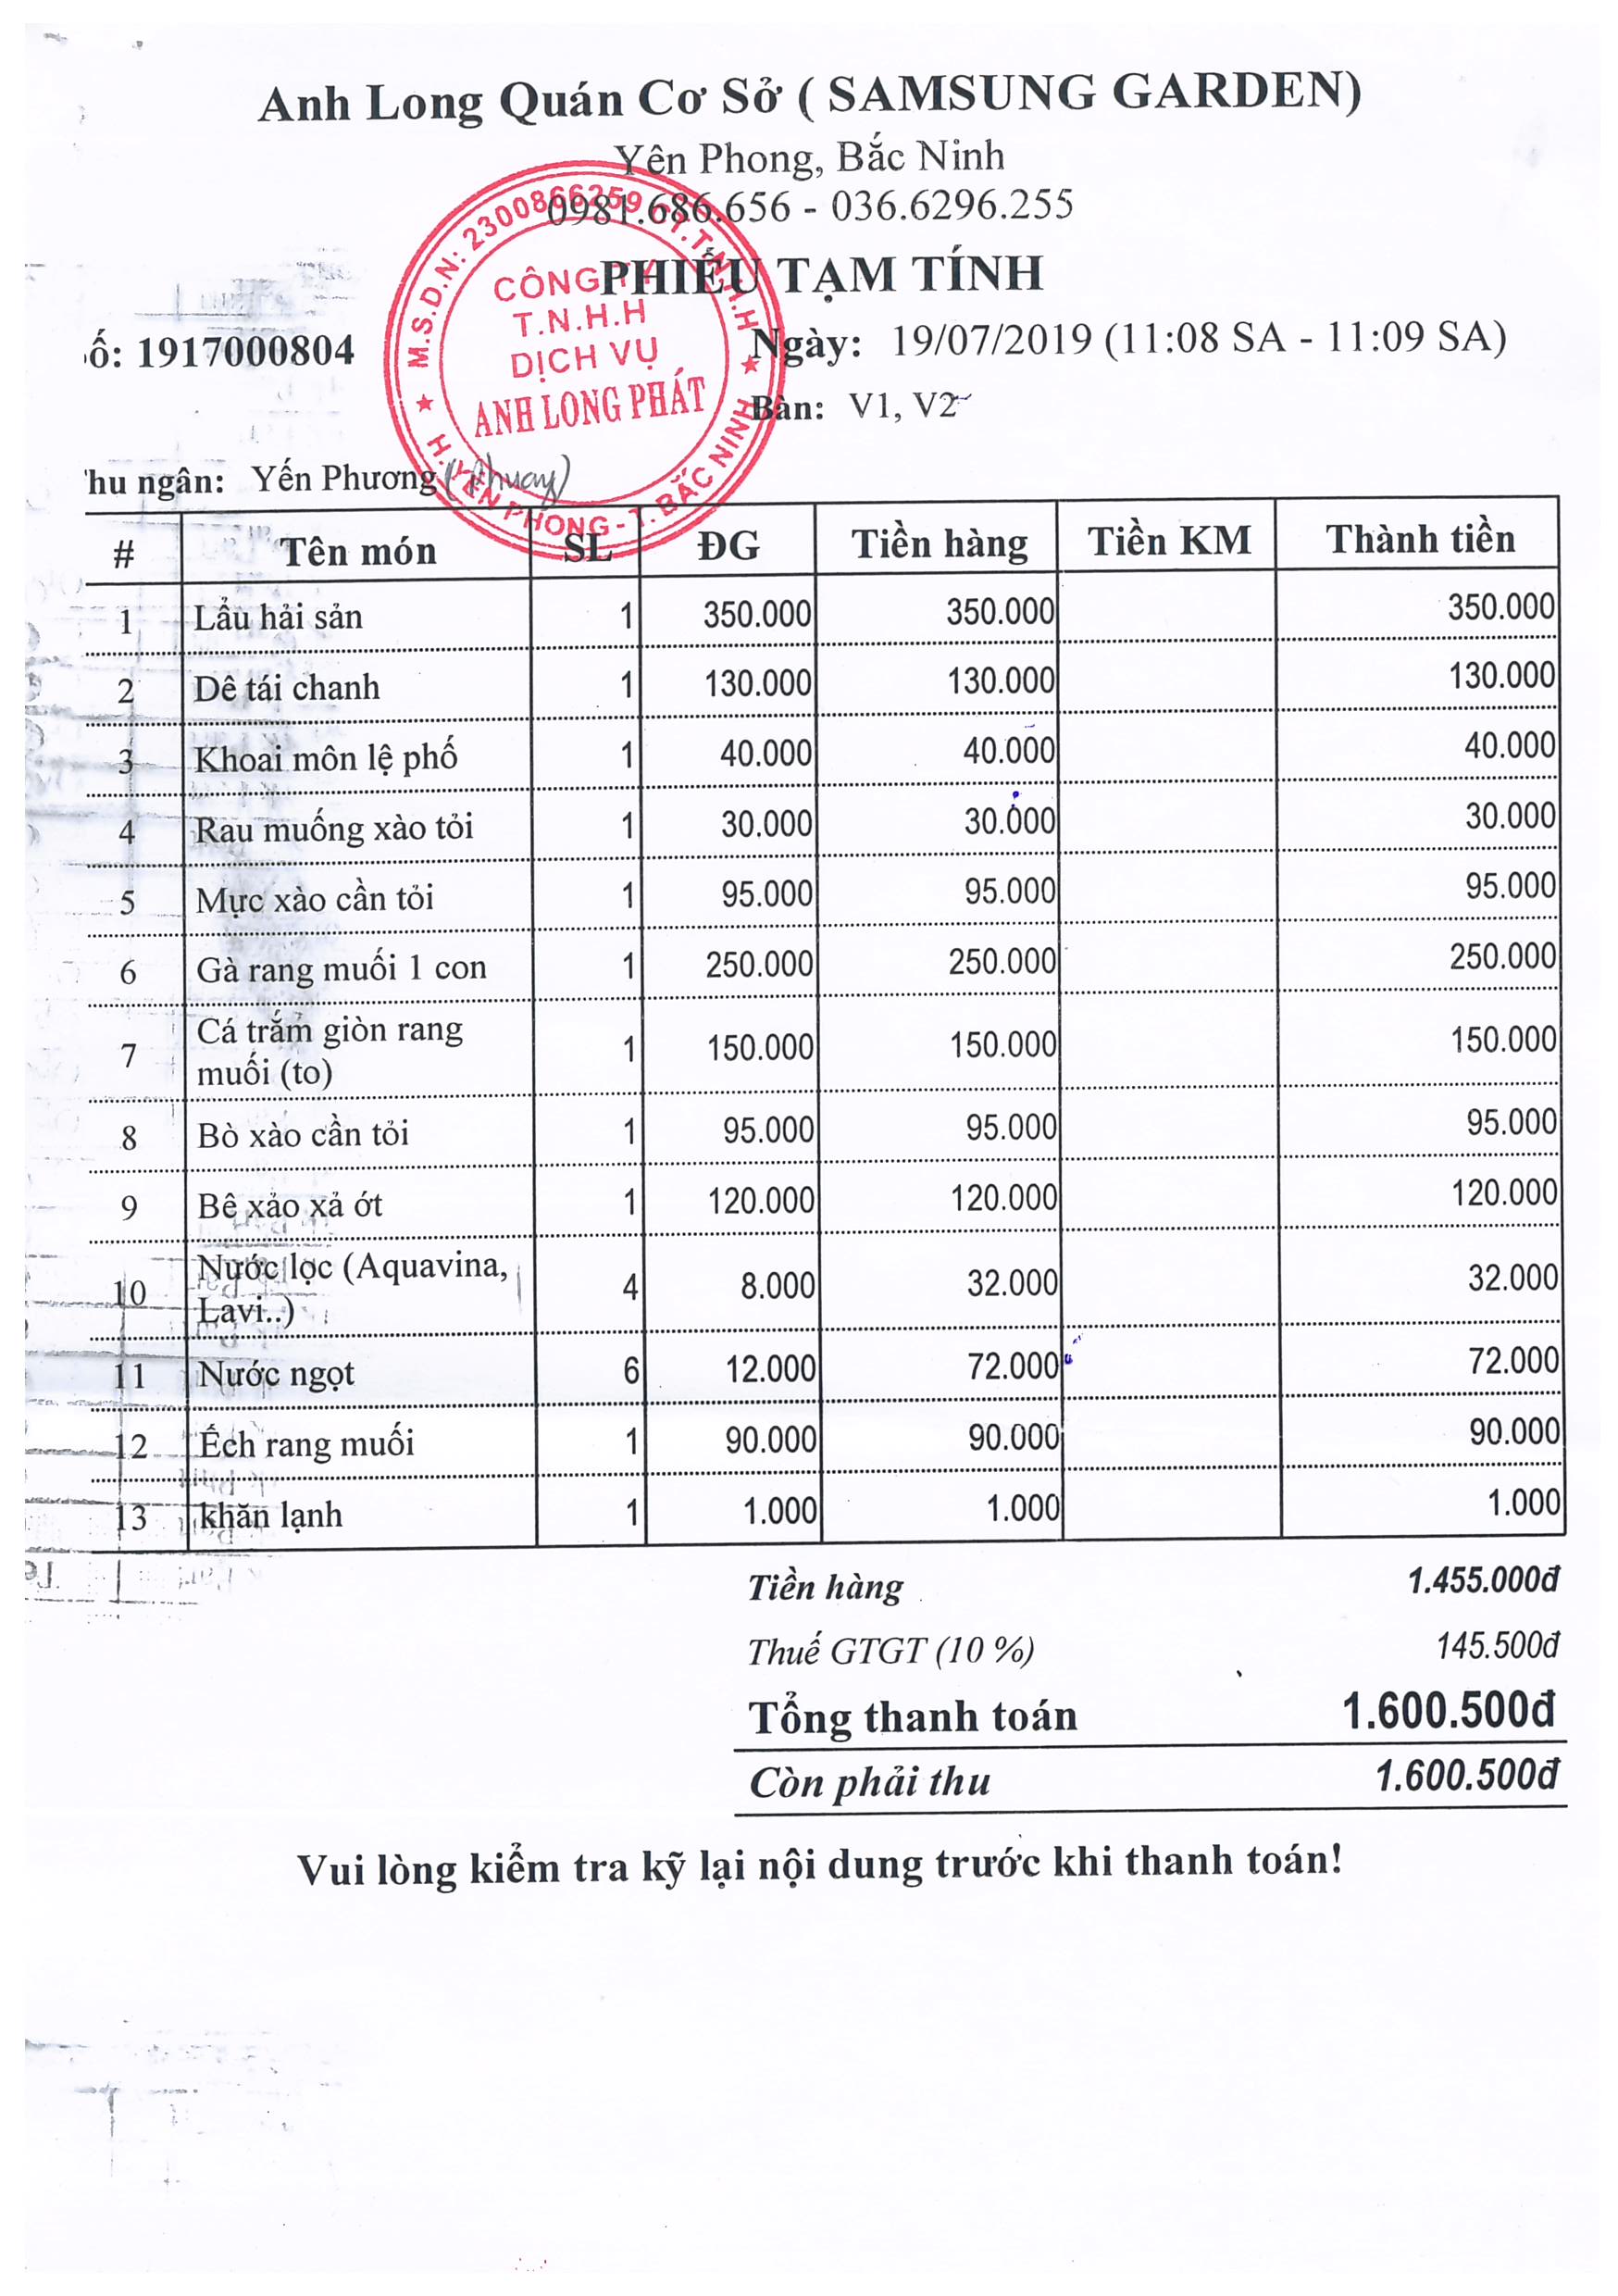 Anh Long Quán Cơ Sở ( SAMSUNG GARDEN)
Yên Phong, Bắc Ninh
0981.686.656 - 036.6296.255
PHIẾU TẠM TÍNH
M.S.D.N: 2300866259 C.T.T.N.H.H
CÔNG TY
T.N.H.H
DỊCH VỤ
ANH LONG PHÁT
H. YÊN PHONG - T. BẮC NINH
ố: 1917000804 Ngày: 19/07/2019 (11:08 SA - 11:09 SA)
Bàn: V1, V2
hu ngân: Yến Phương
# Tên món SL ĐG Tiền hàng Tiền KM Thành tiền
1 Lẩu hải sản 1 350.000 350.000 350.000
2 Dê tái chanh 1 130.000 130.000 130.000
3 Khoai môn lệ phố 1 40.000 40.000 40.000
4 Rau muống xào tỏi 1 30.000 30.000 30.000
5 Mực xào cần tỏi 1 95.000 95.000 95.000
6 Gà rang muối 1 con 1 250.000 250.000 250.000
7 Cá trắm giòn rang
muối (to) 1 150.000 150.000 150.000
8 Bò xào cần tỏi 1 95.000 95.000 95.000
9 Bê xảo xả ớt 1 120.000 120.000 120.000
10 Nước lọc (Aquavina,
Lavi..) 4 8.000 32.000 32.000
11 Nước ngọt 6 12.000 72.000 72.000
12 Ếch rang muối 1 90.000 90.000 90.000
13 khăn lạnh 1 1.000 1.000 1.000
Tiền hàng 1.455.000đ
Thuế GTGT (10 %) 145.500đ
Tổng thanh toán 1.600.500đ
Còn phải thu 1.600.500đ
Vui lòng kiểm tra kỹ lại nội dung trước khi thanh toán!